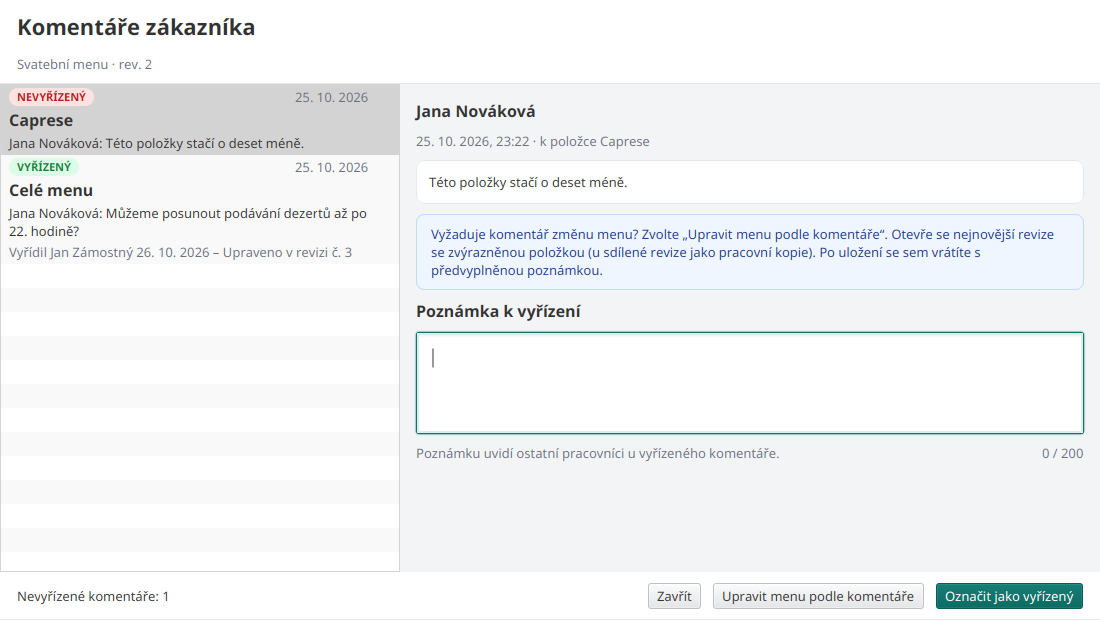 Komentáře zákazníka
Svatební menu · rev. 2
NEVYŘÍZENÝ 25. 10. 2026
Caprese
Jana Nováková: Této položky stačí o deset méně.
VYŘÍZENÝ 25. 10. 2026
Celé menu
Jana Nováková: Můžeme posunout podávání dezertů až po
22. hodině?
Vyřídil Jan Zámostný 26. 10. 2026 – Upraveno v revizi č. 3
Jana Nováková
25. 10. 2026, 23:22 · k položce Caprese
Této položky stačí o deset méně.
Vyžaduje komentář změnu menu? Zvolte „Upravit menu podle komentáře“. Otevře se nejnovější revize
se zvýrazněnou položkou (u sdílené revize jako pracovní kopie). Po uložení se sem vrátíte s
předvyplněnou poznámkou.
Poznámka k vyřízení
Poznámku uvidí ostatní pracovníci u vyřízeného komentáře. 0 / 200
Nevyřízené komentáře: 1
Zavřít
Upravit menu podle komentáře
Označit jako vyřízený